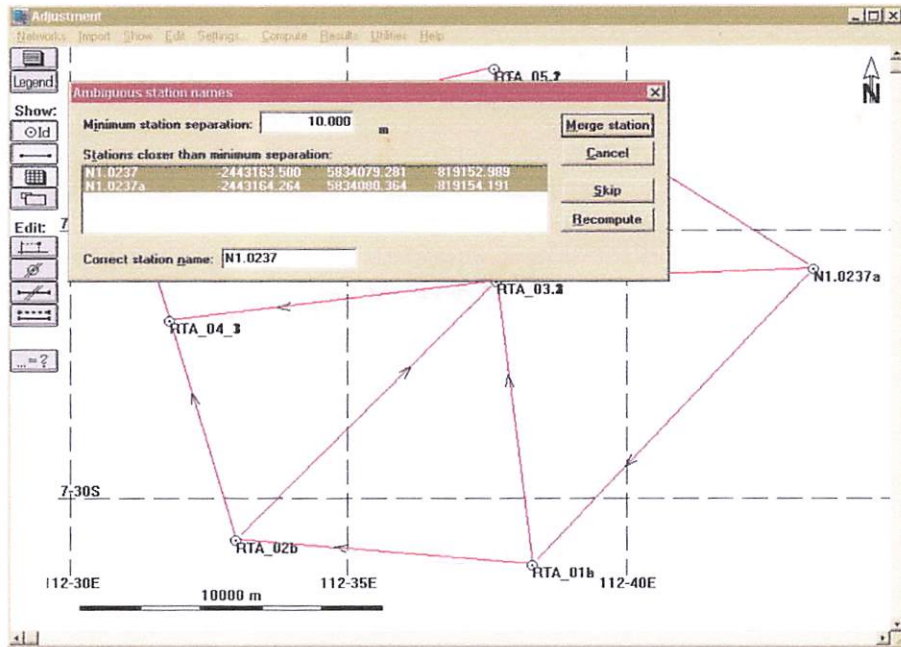 Adjustment
Networks Import Show Edit Settings... Compute Results Utilities Help
RTA_05.2
Legend
N
Ambiguous station names
Show:
Minimum station separation: 10.000 m
Merge station
Id
Stations closer than minimum separation:
Cancel
N1.0237 -2443163.500 5834079.281 -819152.989
N1.0237a -2443164.264 5834080.364 -819154.191
Skip
Recompute
Edit:
7
Correct station name: N1.0237
N1.0237a
RTA_04_3
...=?
7-30S
RTA_02b
RTA_01b
112-30E 112-35E 112-40E
10000 m